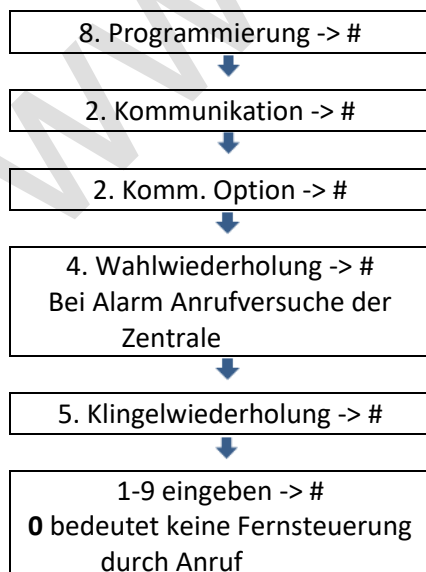 8. Programmierung -> #
2. Kommunikation -> #
2. Komm. Option -> #
4. Wahlwiederholung -> #
Bei Alarm Anrufversuche der
Zentrale
5. Klingelwiederholung -> #
1-9 eingeben -> #
0 bedeutet keine Fernsteuerung
durch Anruf